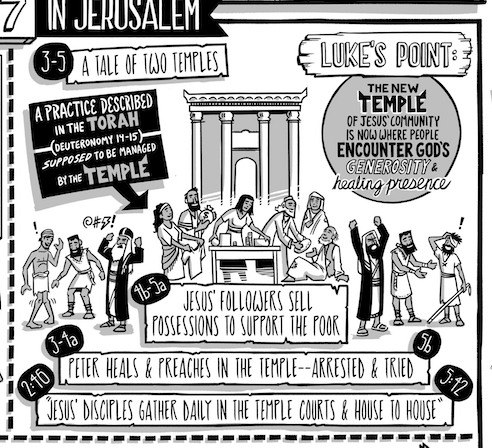 7
IN JERUSALEM
3-5
A TALE OF TWO TEMPLES
LUKE'S POINT:
A PRACTICE DESCRIBED
IN THE TORAH
(DEUTERONOMY 14-15)
SUPPOSED TO BE MANAGED
BY THE TEMPLE
THE NEW
TEMPLE
OF JESUS' COMMUNITY
IS NOW WHERE PEOPLE
ENCOUNTER GOD'S
GENEROSITY &
healing presence
@#$!
!
!
4b-5a
JESUS' FOLLOWERS SELL
POSSESSIONS TO SUPPORT THE POOR
3-4a
5b
PETER HEALS & PREACHES IN THE TEMPLE--ARRESTED & TRIED
2:46
5:42
"JESUS' DISCIPLES GATHER DAILY IN THE TEMPLE COURTS & HOUSE TO HOUSE"